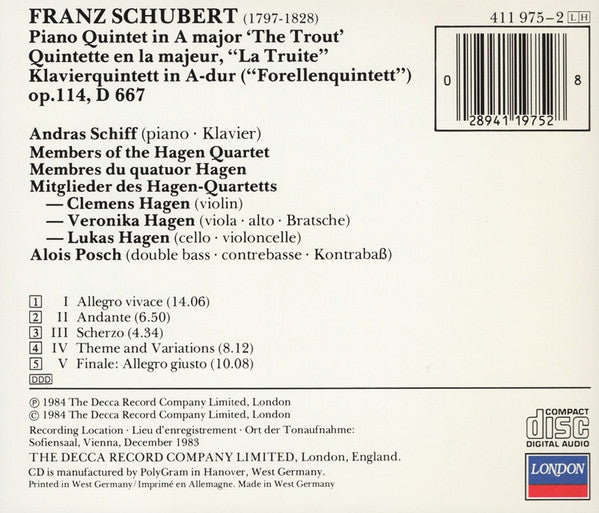 FRANZ SCHUBERT (1797-1828)
411 975-2 LH
Piano Quintet in A major ‘The Trout’
Quintette en la majeur, “La Truite”
Klavierquintett in A-dur (“Forellenquintett”)
op.114, D 667
0 28941 19752 8
Andras Schiff (piano · Klavier)
Members of the Hagen Quartet
Membres du quatuor Hagen
Mitglieder des Hagen-Quartetts
— Clemens Hagen (violin)
— Veronika Hagen (viola · alto · Bratsche)
— Lukas Hagen (cello · violoncelle)
Alois Posch (double bass · contrebasse · Kontrabaß)
1 I Allegro vivace (14.06)
2 II Andante (6.50)
3 III Scherzo (4.34)
4 IV Theme and Variations (8.12)
5 V Finale: Allegro giusto (10.08)
DDD
℗ 1984 The Decca Record Company Limited, London
© 1984 The Decca Record Company Limited, London
Recording Location · Lieu d'enregistrement · Ort der Tonaufnahme:
Sofiensaal, Vienna, December 1983
THE DECCA RECORD COMPANY LIMITED, London, England.
CD is manufactured by PolyGram in Hanover, West Germany.
Printed in West Germany/Imprimé en Allemagne. Made in West Germany
COMPACT
disc
DIGITAL AUDIO
LONDON